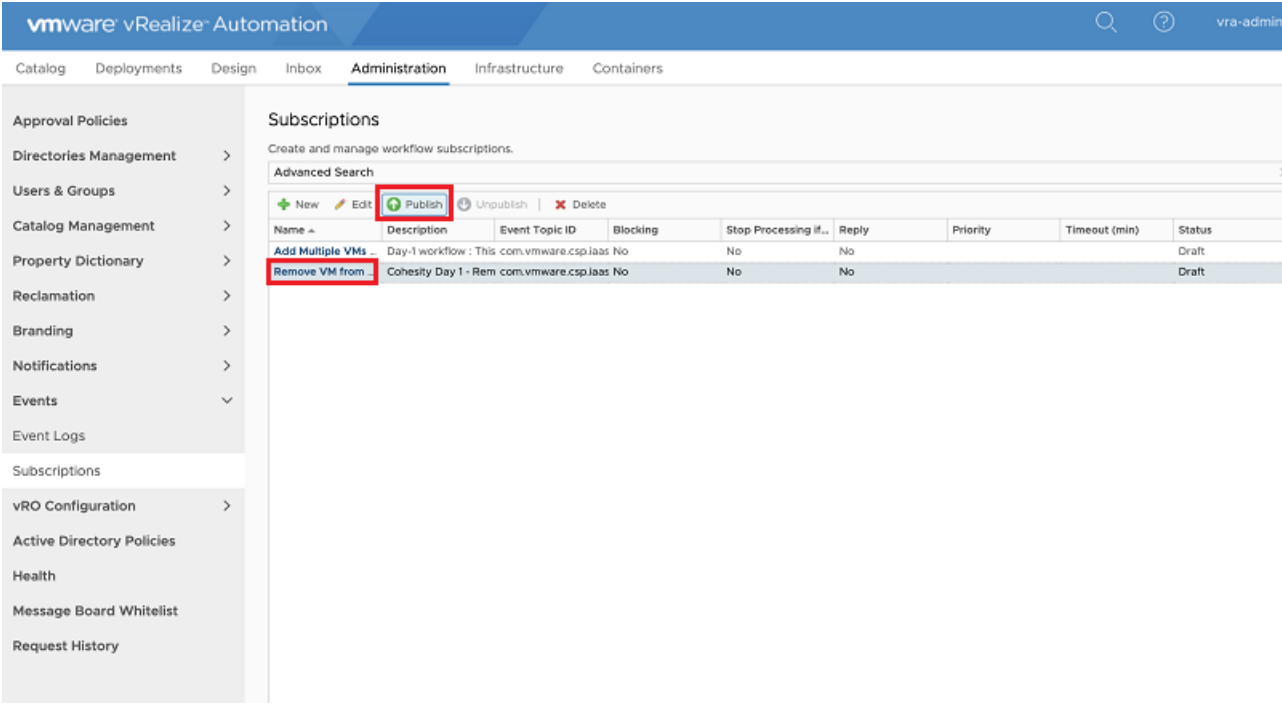 vmware vRealize™ Automation
vra-admin
Catalog Deployments Design Inbox Administration Infrastructure Containers
Approval Policies
Directories Management
Users & Groups
Catalog Management
Property Dictionary
Reclamation
Branding
Notifications
Events
Event Logs
Subscriptions
vRO Configuration
Active Directory Policies
Health
Message Board Whitelist
Request History
Subscriptions
Create and manage workflow subscriptions.
Advanced Search
New Edit Publish Unpublish | Delete
Name Description Event Topic ID Blocking Stop Processing if... Reply Priority Timeout (min) Status
Add Multiple VMs ... Day-1 workflow : This com.vmware.csp.iaas No No No Draft
Remove VM from ... Cohesity Day 1 - Rem com.vmware.csp.iaas No No No Draft